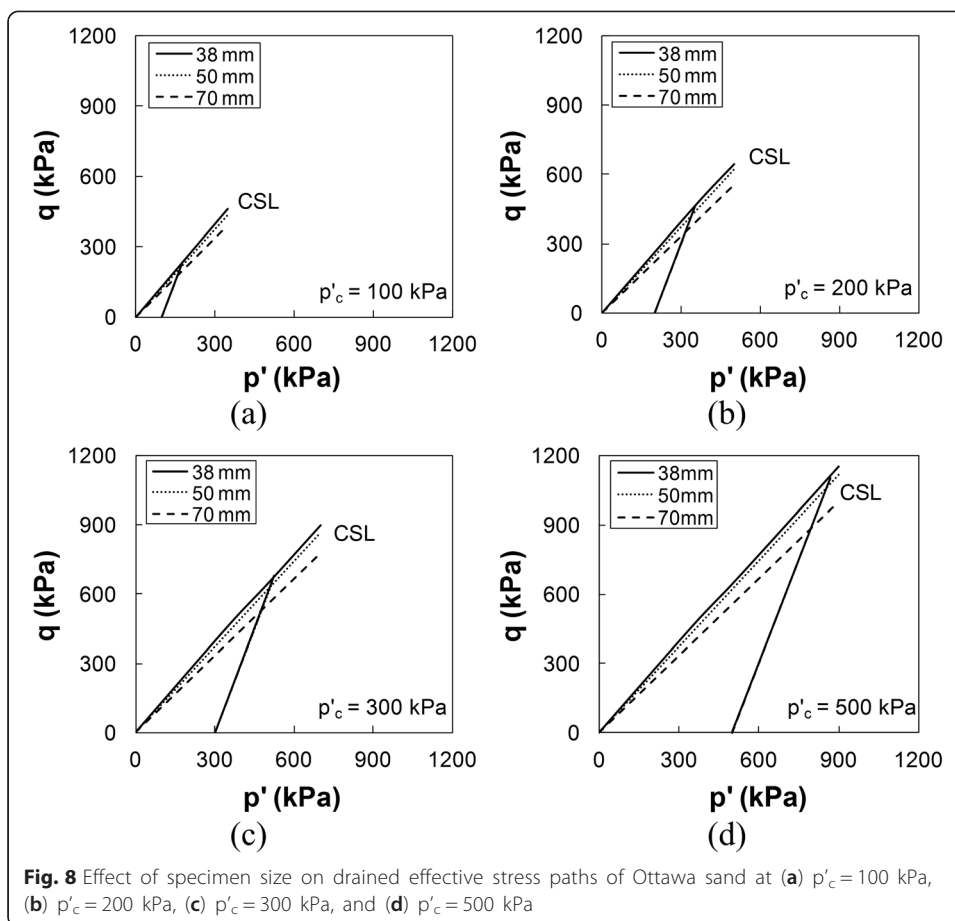 1200
900
600
300
0
q (kPa)
38 mm
50 mm
70 mm
CSL
p'c = 100 kPa
0 300 600 900 1200
p' (kPa)
(a)
1200
900
600
300
0
q (kPa)
38 mm
50 mm
70 mm
CSL
p'c = 200 kPa
0 300 600 900 1200
p' (kPa)
(b)
1200
900
600
300
0
q (kPa)
38 mm
50 mm
70 mm
CSL
p'c = 300 kPa
0 300 600 900 1200
p' (kPa)
(c)
1200
900
600
300
0
q (kPa)
38mm
50mm
70mm
CSL
p'c = 500 kPa
0 300 600 900 1200
p' (kPa)
(d)
Fig. 8 Effect of specimen size on drained effective stress paths of Ottawa sand at (a) p'c = 100 kPa,
(b) p'c = 200 kPa, (c) p'c = 300 kPa, and (d) p'c = 500 kPa